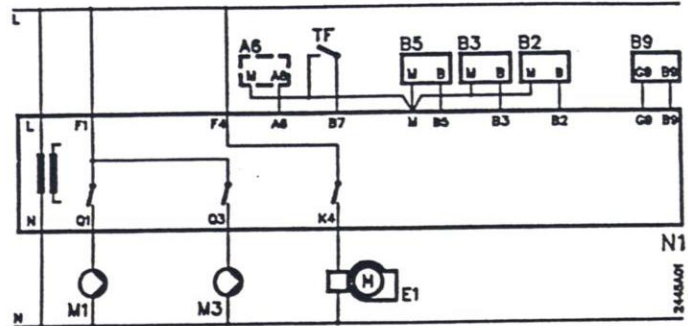 L
A6 TF B5 B3 B2 B9
M A6 M B M B M B G9 B9
L F1 F4 A6 B7 M B5 B3 B2 G9 B9
N Q1 Q3 K4
N1
M1 M3 M E1
2445A01
N